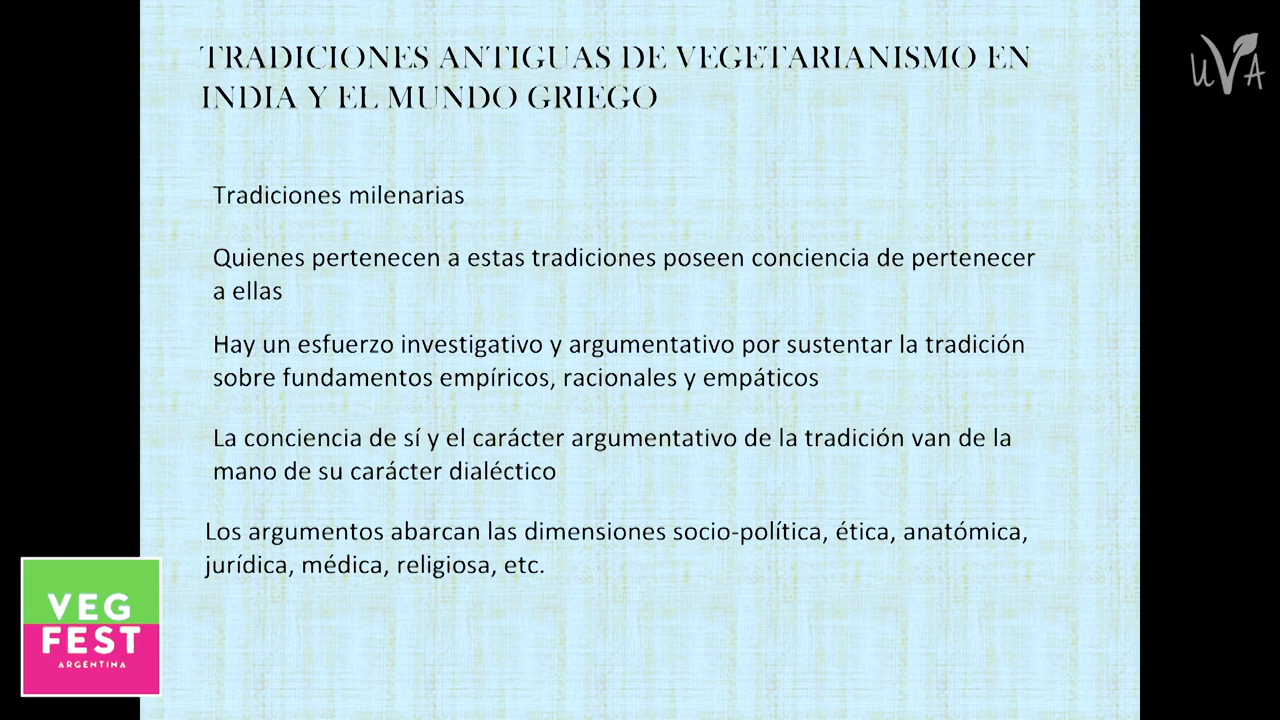 TRADICIONES ANTIGUAS DE VEGETARIANISMO EN
INDIA Y EL MUNDO GRIEGO
UVA
Tradiciones milenarias
Quienes pertenecen a estas tradiciones poseen conciencia de pertenecer
a ellas
Hay un esfuerzo investigativo y argumentativo por sustentar la tradición
sobre fundamentos empíricos, racionales y empáticos
La conciencia de sí y el carácter argumentativo de la tradición van de la
mano de su carácter dialéctico
Los argumentos abarcan las dimensiones socio-política, ética, anatómica,
jurídica, médica, religiosa, etc.
VEG
FEST
ARGENTINA